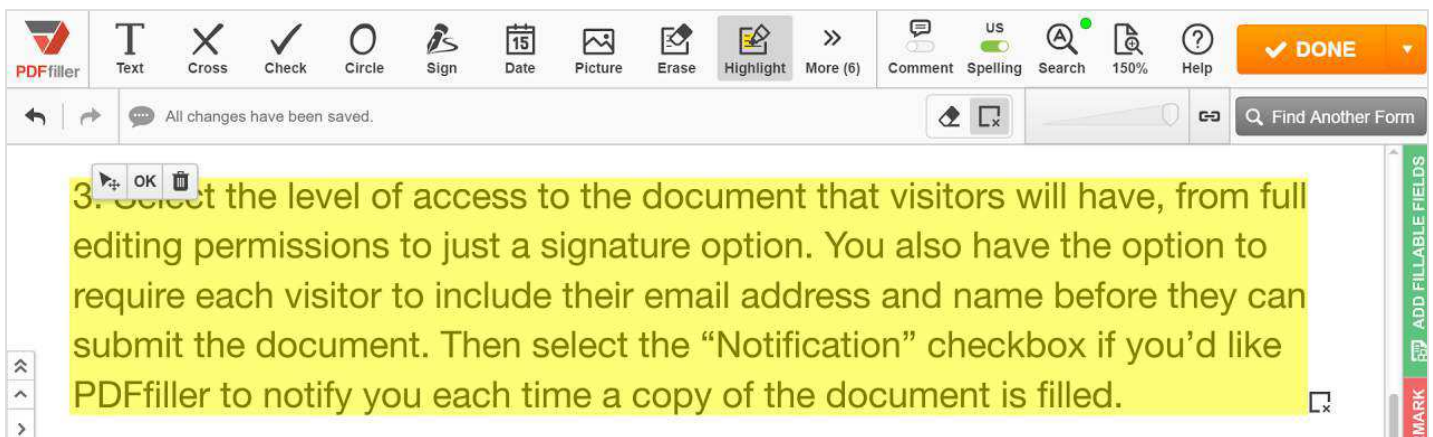 PDFfiller
Text
Cross
Check
Circle
Sign
15
Date
Picture
Erase
Highlight
More (6)
Comment
US
Spelling
Search
150%
Help
DONE
All changes have been saved.
Find Another Form
OK
3. Select the level of access to the document that visitors will have, from full
editing permissions to just a signature option. You also have the option to
require each visitor to include their email address and name before they can
submit the document. Then select the “Notification” checkbox if you’d like
PDFfiller to notify you each time a copy of the document is filled.
ADD FILLABLE FIELDS
MARK